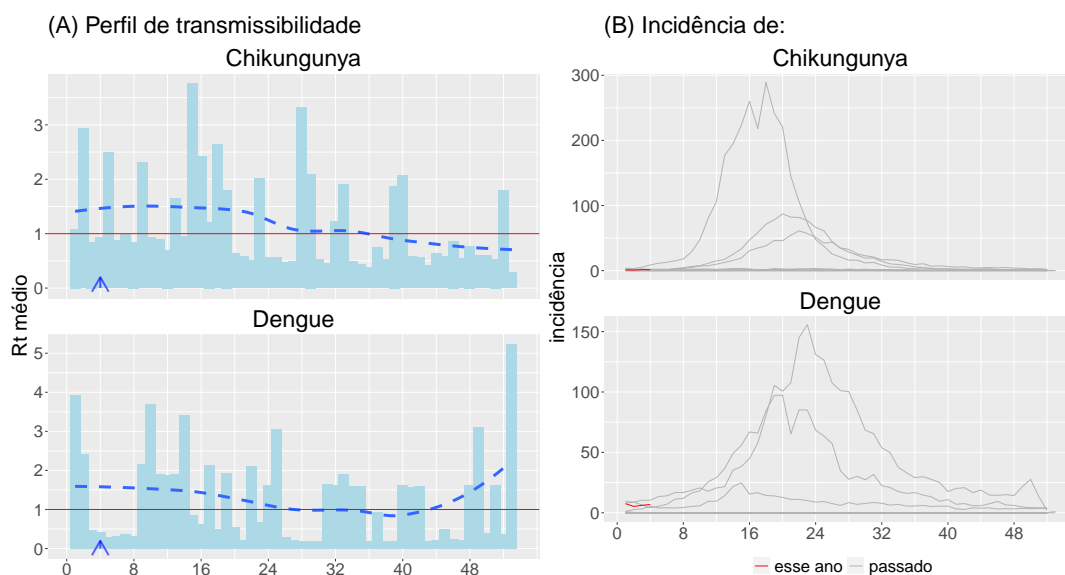 (A) Perfil de transmissibilidade
Chikungunya
3
2
1
0
Dengue
5
4
3
2
1
0
0 8 16 24 32 40 48
Rt médio
(B) Incidência de:
Chikungunya
300
200
100
0
Dengue
150
100
50
0
0 8 16 24 32 40 48
incidência
esse ano passado